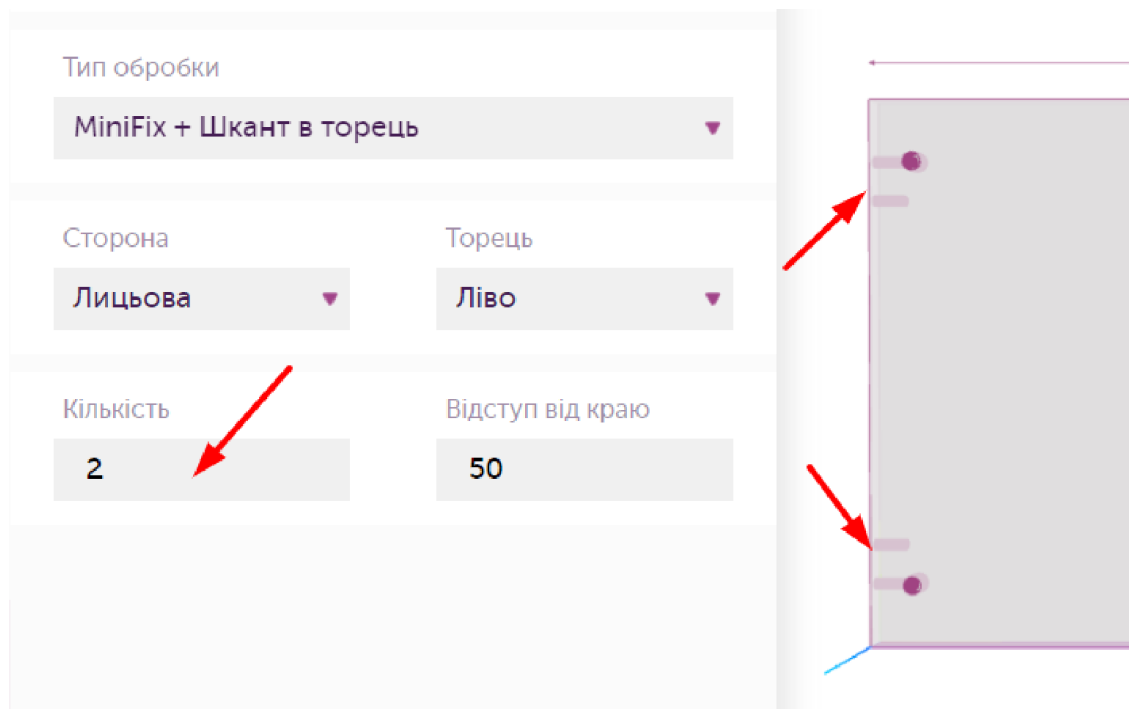 Тип обробки
MiniFix + Шкант в торець
Сторона
Торець
Лицьова
Ліво
Кількість
Відступ від краю
2
50